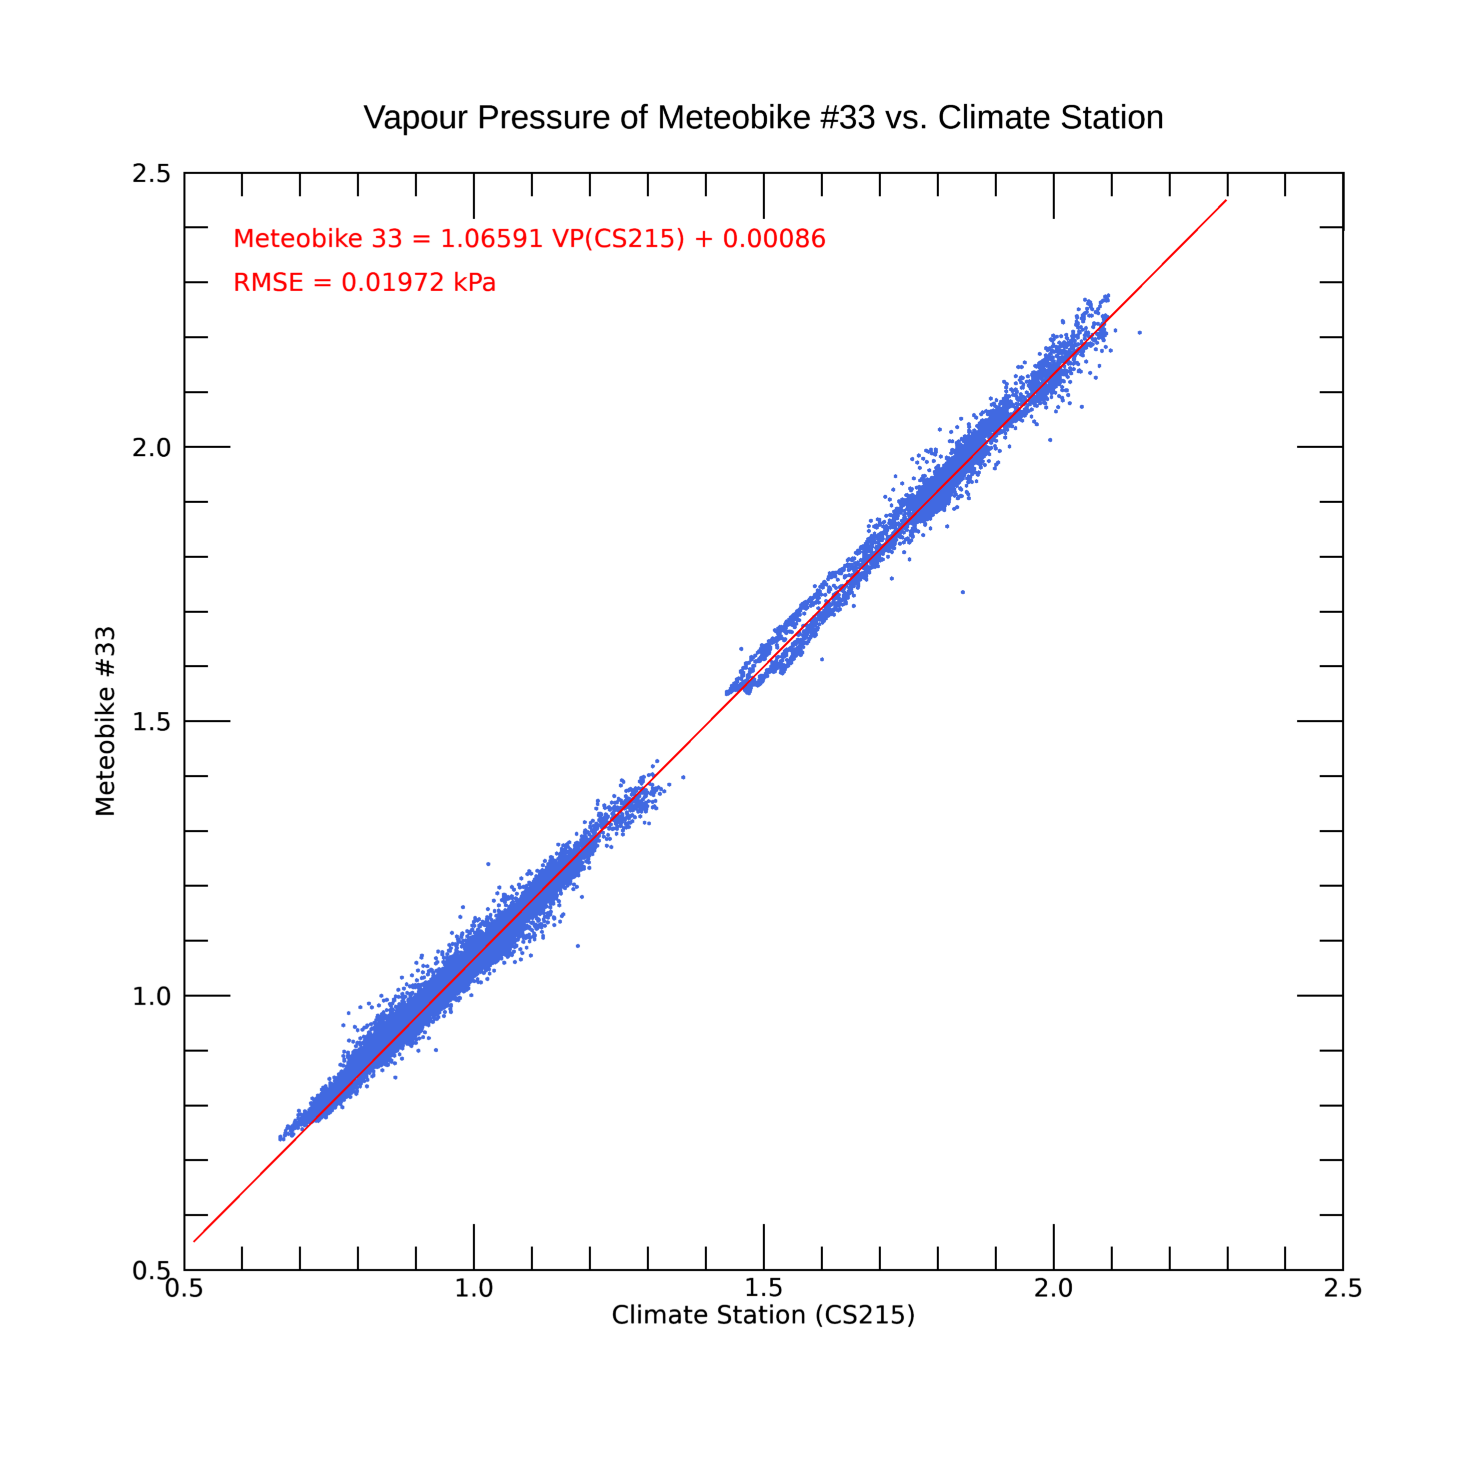 Vapour Pressure of Meteobike #33 vs. Climate Station
2.5
Meteobike 33 = 1.06591 VP(CS215) + 0.00086
RMSE = 0.01972 kPa
2.0
Meteobike #33
1.5
1.0
0.5
0.5 1.0 1.5 2.0 2.5
Climate Station (CS215)